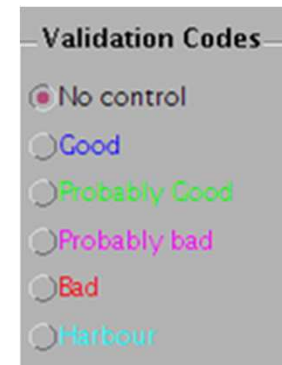 Validation Codes
No control
Good
Probably Good
Probably bad
Bad
Harbour